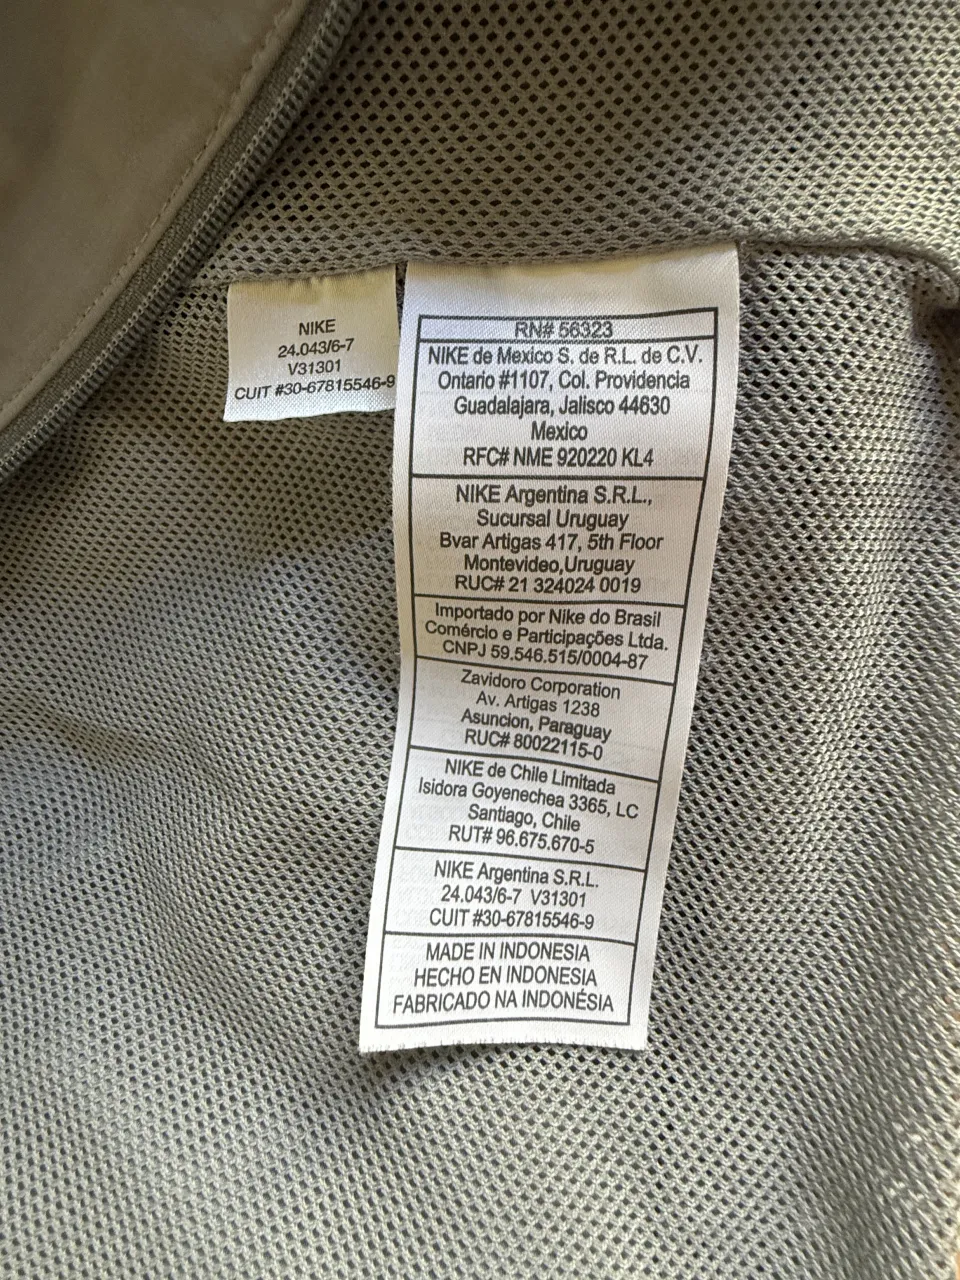 NIKE
24.043/6-7
V31301
CUIT #30-67815546-9
RN# 56323
NIKE de Mexico S. de R.L. de C.V.
Ontario #1107, Col. Providencia
Guadalajara, Jalisco 44630
Mexico
RFC# NME 920220 KL4
NIKE Argentina S.R.L.,
Sucursal Uruguay
Bvar Artigas 417, 5th Floor
Montevideo,Uruguay
RUC# 21 324024 0019
Importado por Nike do Brasil
Comércio e Participações Ltda.
CNPJ 59.546.515/0004-87
Zavidoro Corporation
Av. Artigas 1238
Asuncion, Paraguay
RUC# 80022115-0
NIKE de Chile Limitada
Isidora Goyenechea 3365, LC
Santiago, Chile
RUT# 96.675.670-5
NIKE Argentina S.R.L.
24.043/6-7 V31301
CUIT #30-67815546-9
MADE IN INDONESIA
HECHO EN INDONESIA
FABRICADO NA INDONÉSIA